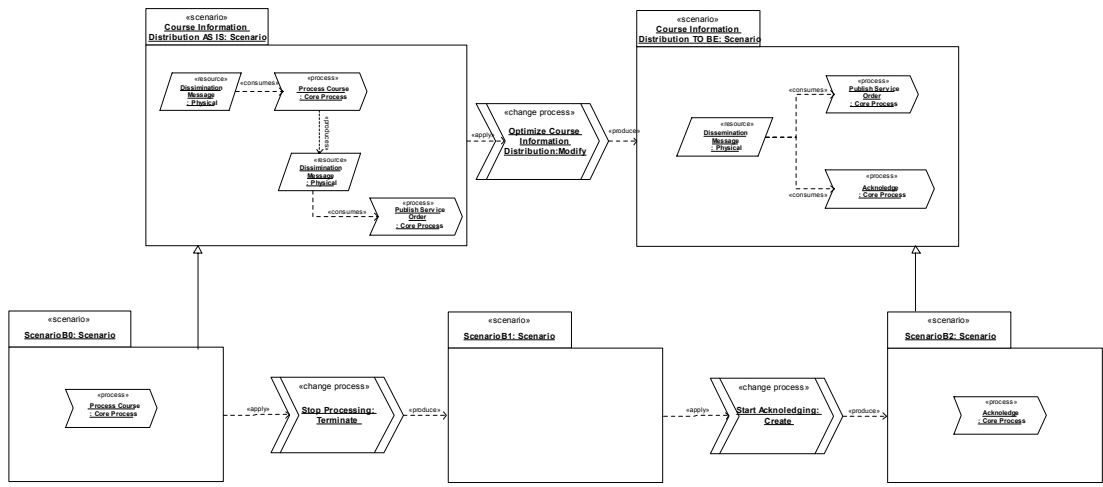 «scenario»
Course Information
Distribution AS IS: Scenario
«resource»
Dissimination
Message
: Physical
«consumes»
«process»
Process Course
: Core Process
«produces»
«resource»
Dissimination
Message
: Physical
«consumes»
«process»
Publish Service
Order
: Core Process
«apply»
«change process»
Optimize Course
Information
Distribution:Modify
«produce»
«scenario»
Course Information
Distribution TO BE: Scenario
«resource»
Dessemination
Message
: Physical
«consumes»
«process»
Publish Service
Order
: Core Process
«consumes»
«process»
Acknoledge
: Core Process
«scenario»
ScenarioB0: Scenario
«process»
Process Course
: Core Process
«apply»
«change process»
Stop Processing:
Terminate
«produce»
«scenario»
ScenarioB1: Scenario
«apply»
«change process»
Start Acknoledging:
Create
«produce»
«scenario»
ScenarioB2: Scenario
«process»
Acknoledge
: Core Process